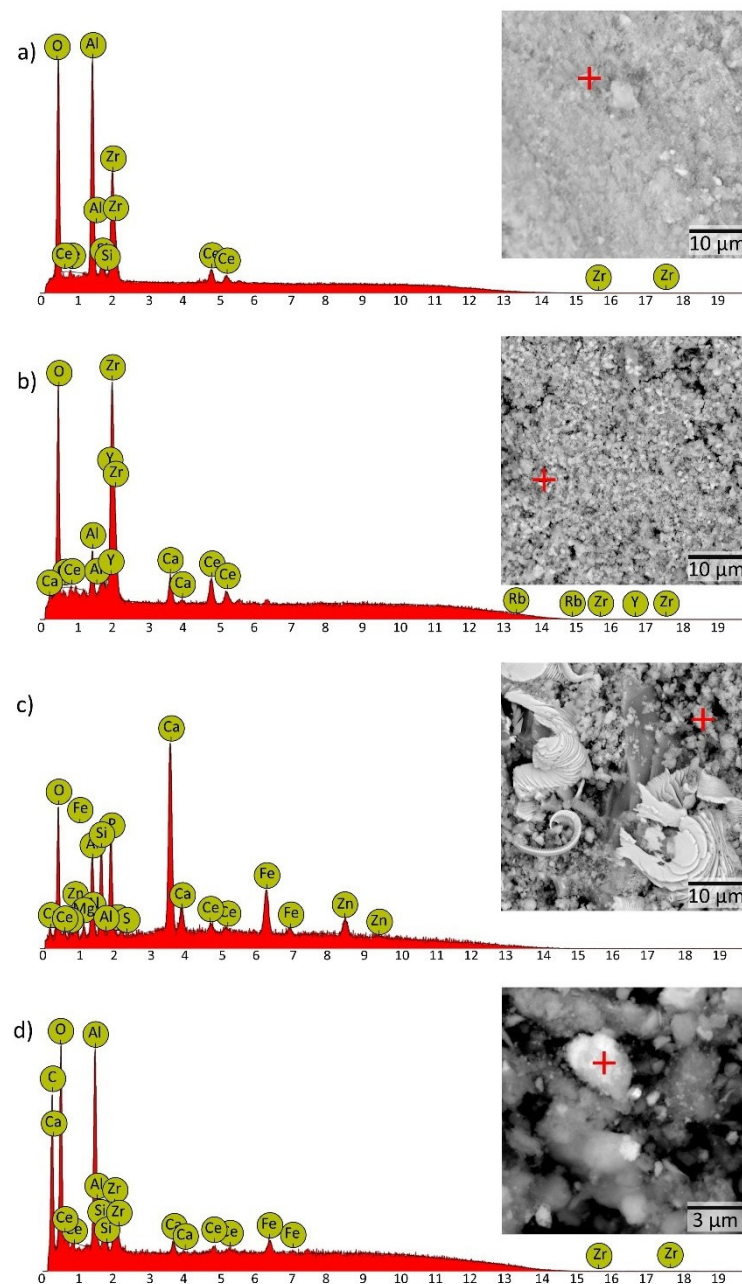 a)
O Al
Zr
Al Zr
Ce Si
Ce Ce
Zr Zr
10 µm
0 1 2 3 4 5 6 7 8 9 10 11 12 13 14 15 16 17 18 19
b)
O Zr
Y
Zr
Al
Ca Ce Al Y
Ca Ca Ce Ce
Rb Rb Zr Y Zr
10 µm
0 1 2 3 4 5 6 7 8 9 10 11 12 13 14 15 16 17 18 19
c)
Ca
O Fe
Si
Zn
Mg
Ce Al S
Ca Ce Ce Fe Fe Zn Zn
10 µm
0 1 2 3 4 5 6 7 8 9 10 11 12 13 14 15 16 17 18 19
d)
O Al
C
Ca
Al Zr
Zr
Ce Ce Si Si
Ca Ca Ce Ce Fe Fe
Zr Zr
3 µm
0 1 2 3 4 5 6 7 8 9 10 11 12 13 14 15 16 17 18 19